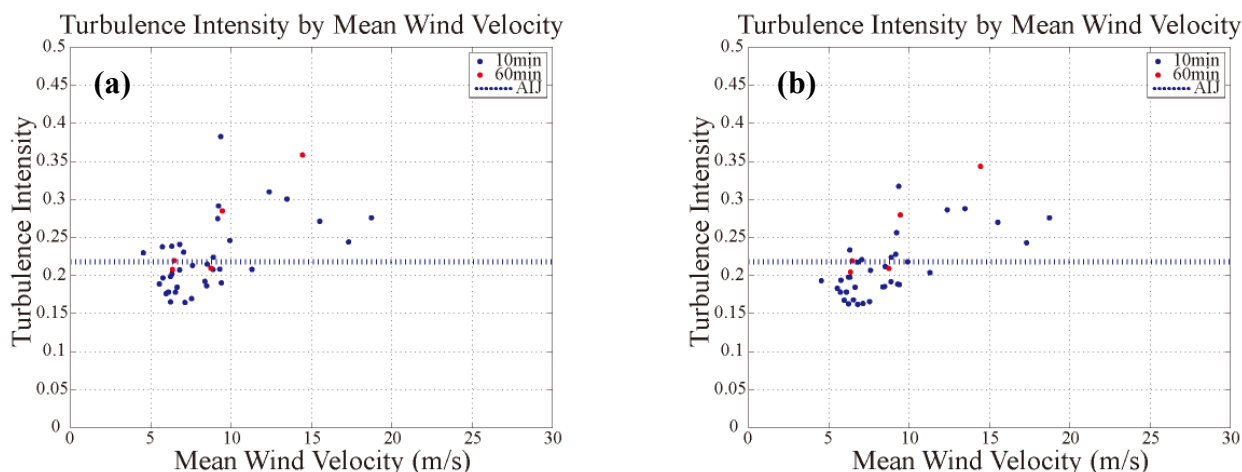 Turbulence Intensity by Mean Wind Velocity
0.5
0.45
0.4
0.35
0.3
0.25
0.2
0.15
0.1
0.05
0
(a)
10min
60min
AIJ
Turbulence Intensity
0 5 10 15 20 25 30
Mean Wind Velocity (m/s)
Turbulence Intensity by Mean Wind Velocity
0.5
0.45
0.4
0.35
0.3
0.25
0.2
0.15
0.1
0.05
0
(b)
10min
60min
AIJ
Turbulence Intensity
0 5 10 15 20 25 30
Mean Wind Velocity (m/s)